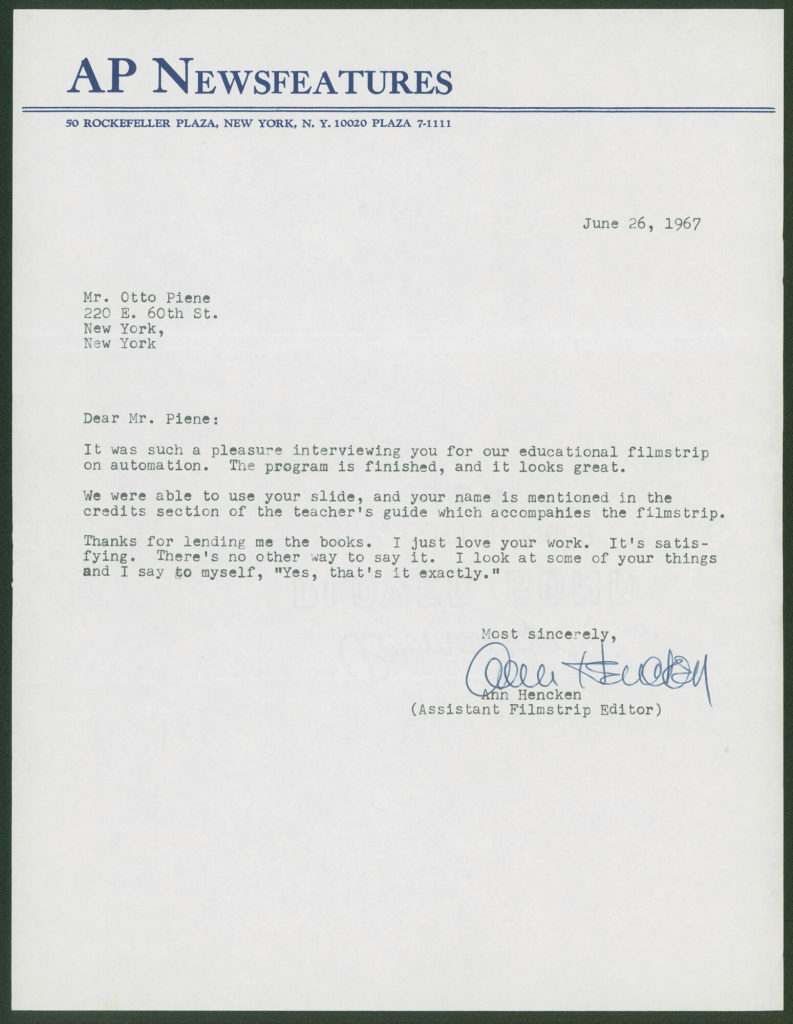 AP NEWSFEATURES
50 ROCKEFELLER PLAZA, NEW YORK, N. Y. 10020 PLAZA 7-1111
June 26, 1967
Mr. Otto Piene
220 E. 60th St.
New York,
New York
Dear Mr. Piene:
It was such a pleasure interviewing you for our educational filmstrip
on automation.  The program is finished, and it looks great.
We were able to use your slide, and your name is mentioned in the
credits section of the teacher's guide which accompahies the filmstrip.
Thanks for lending me the books.  I just love your work.  It's satis-
fying.  There's no other way to say it.  I look at some of your things
and I say to myself, "Yes, that's it exactly."
Most sincerely,
Ann Hencken
Ann Hencken
(Assistant Filmstrip Editor)